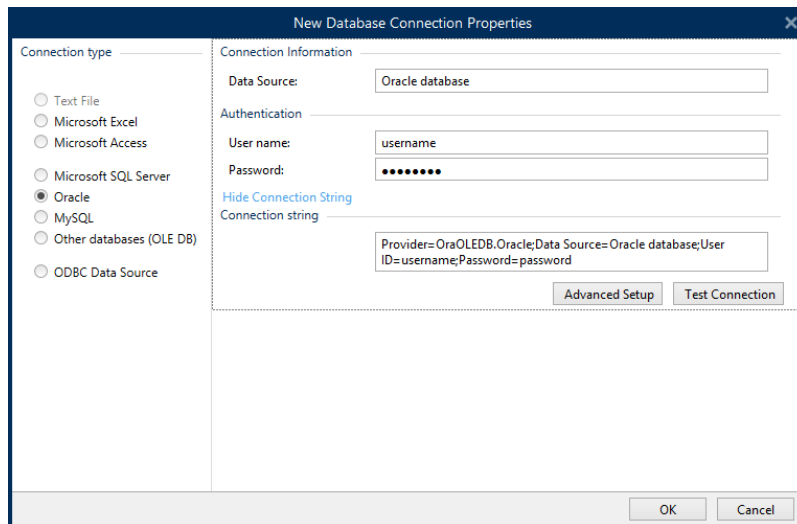 New Database Connection Properties
Connection type
Text File
Microsoft Excel
Microsoft Access
Microsoft SQL Server
Oracle
MySQL
Other databases (OLE DB)
ODBC Data Source
Connection Information
Data Source:
Oracle database
Authentication
User name:
username
Password:
●●●●●●●●
Hide Connection String
Connection string
Provider=OraOLEDB.Oracle;Data Source=Oracle database;User
ID=username;Password=password
Advanced Setup
Test Connection
OK
Cancel